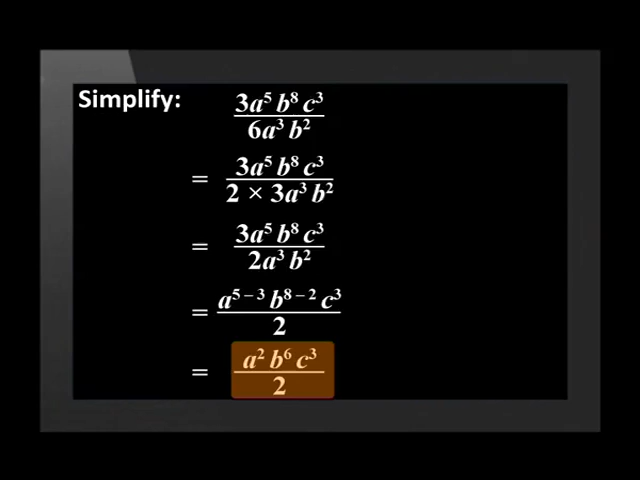 Simplify: 3a⁵ b⁸ c³ / 6a³ b²
= 3a⁵ b⁸ c³ / 2 × 3a³ b²
= 3a⁵ b⁸ c³ / 2a³ b²
= a⁵⁻³ b⁸⁻² c³ / 2
= a² b⁶ c³ / 2